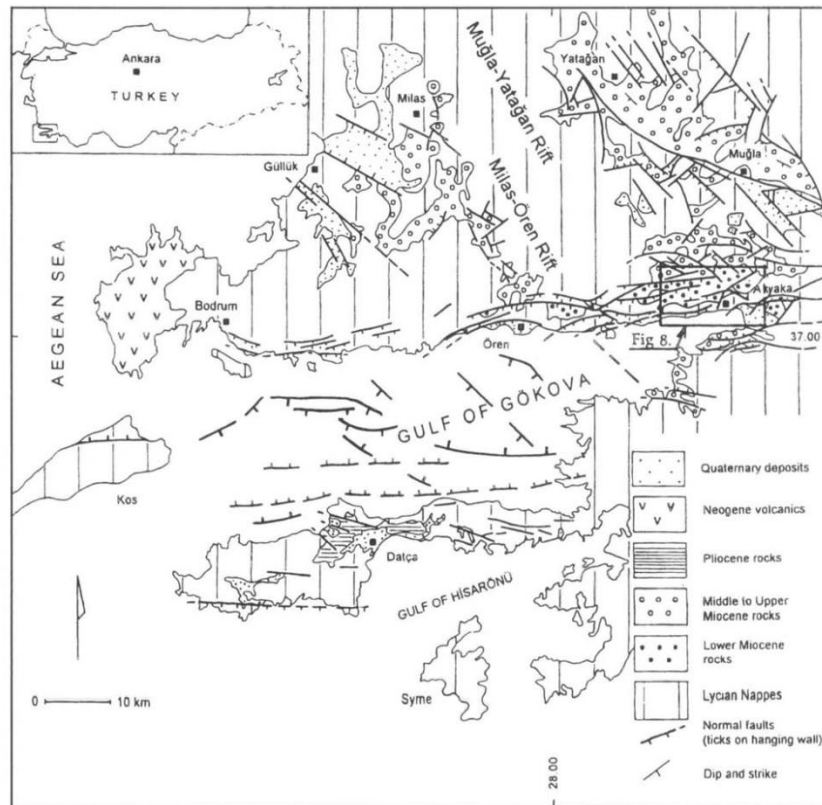 Ankara
TURKEY
Muğla-Yatağan Rift
Yatağan
Milas
Muğla
Güllük
Milas-Ören Rift
AEGEAN SEA
Akyaka
Bodrum
Ören
Fig 8.
37.00
GULF OF GÖKOVA
Kos
Datça
GULF OF HİSARÖNÜ
Syme
0
10 km
28.00
Quaternary deposits
V V
V
Neogene volcanics
Pliocene rocks
Middle to Upper
Miocene rocks
Lower Miocene
rocks
Lycian Nappes
Normal faults
(ticks on hanging wall)
Dip and strike